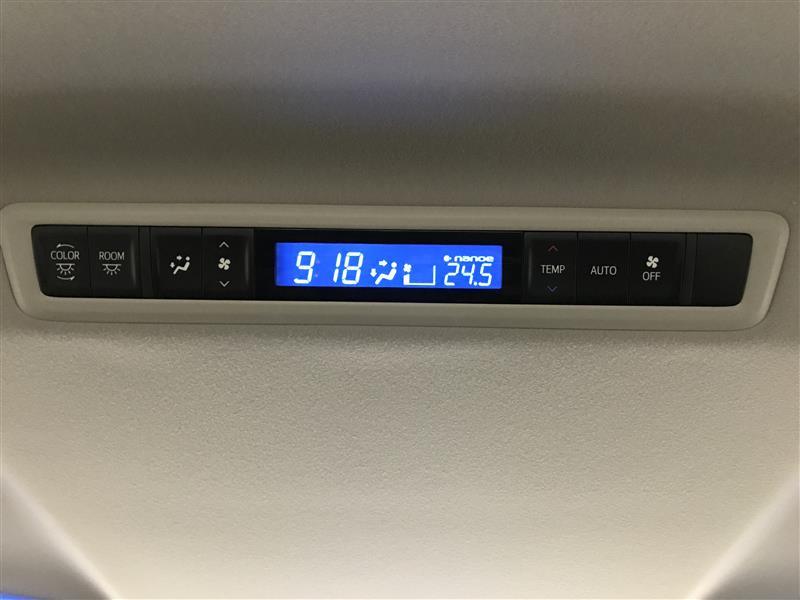 COLOR
ROOM
9 18
nanoe
24.5
TEMP
AUTO
OFF